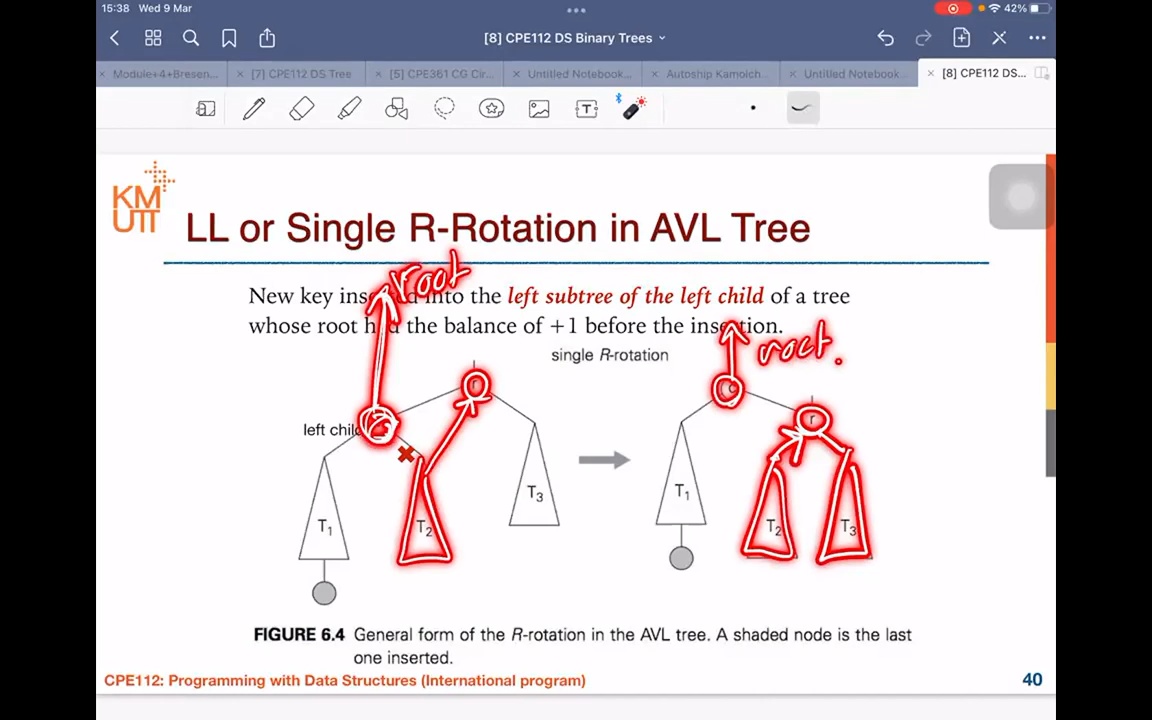 15:38 Wed 9 Mar
42%
[8] CPE112 DS Binary Trees
Module+4+Bresen...
[7] CPE112 DS Tree
[5] CPE361 CG Cir...
Untitled Notebook...
Autoship Kamolch...
Untitled Notebook...
[8] CPE112 DS...
KM
UTT
LL or Single R-Rotation in AVL Tree
root
New key inserted into the left subtree of the left child of a tree
whose root had the balance of +1 before the insertion.
single R-rotation
root.
left child
r
T1
T2
T3
T1
T2
T3
FIGURE 6.4 General form of the R-rotation in the AVL tree. A shaded node is the last
one inserted.
CPE112: Programming with Data Structures (International program)
40